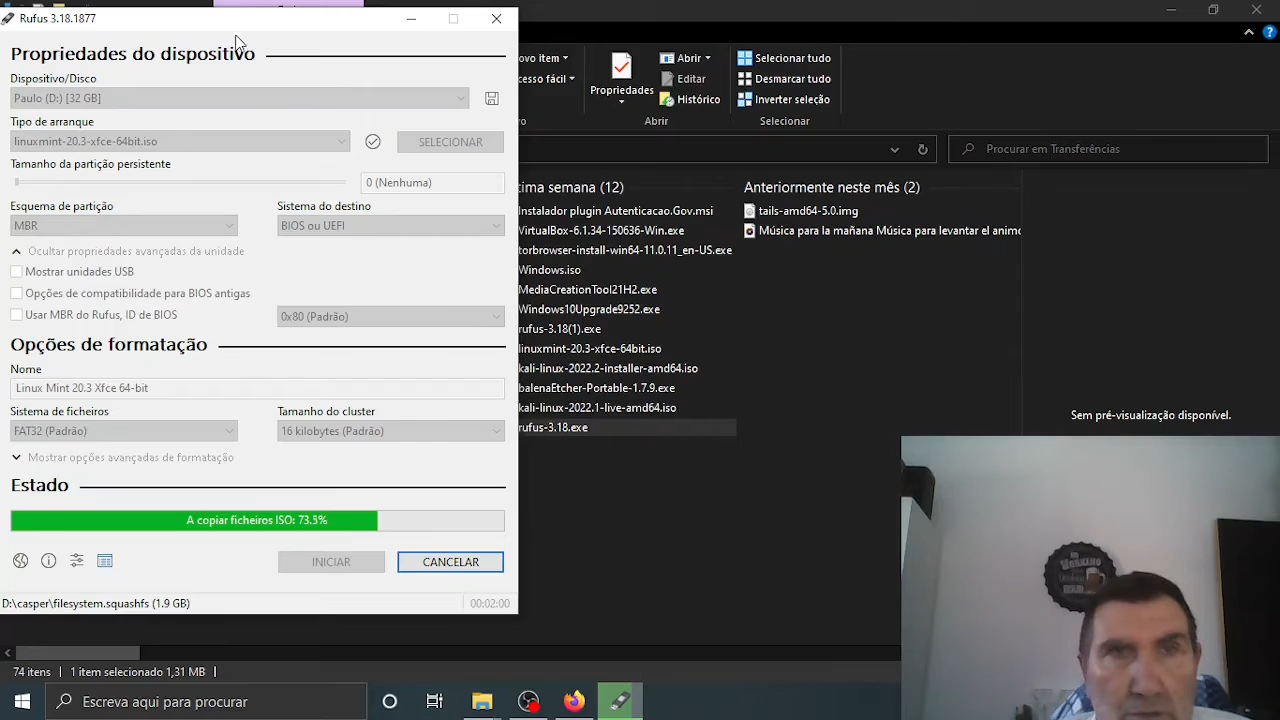 Rufus 3.18.1877
Propriedades do dispositivo
Dispositivo/Disco
Paulo (D:) [32 GB]
Tipo de arranque
linuxmint-20.3-xfce-64bit.iso
SELECIONAR
Tamanho da partição persistente
0 (Nenhuma)
Esquema de partição
Sistema do destino
MBR
BIOS ou UEFI
Ocultar propriedades avançadas da unidade
Mostrar unidades USB
Opções de compatibilidade para BIOS antigas
Usar MBR do Rufus, ID de BIOS
0x80 (Padrão)
Opções de formatação
Nome
Linux Mint 20.3 Xfce 64-bit
Sistema de ficheiros
Tamanho do cluster
FAT32 (Padrão)
16 kilobytes (Padrão)
Mostrar opções avançadas de formatação
Estado
A copiar ficheiros ISO: 73.5%
INICIAR
CANCELAR
D:\casper\filesystem.squashfs (1.9 GB)
00:02:00
ovo item
cesso fácil
Propriedades
Abrir
Editar
Histórico
Abrir
Selecionar tudo
Desmarcar tudo
Inverter seleção
Selecionar
Procurar em Transferências
tima semana (12)
Instalador plugin Autenticacao.Gov.msi
VirtualBox-6.1.34-150636-Win.exe
torbrowser-install-win64-11.0.11_en-US.exe
Windows.iso
MediaCreationTool21H2.exe
Windows10Upgrade9252.exe
rufus-3.18(1).exe
linuxmint-20.3-xfce-64bit.iso
kali-linux-2022.2-installer-amd64.iso
balenaEtcher-Portable-1.7.9.exe
kali-linux-2022.1-live-amd64.iso
rufus-3.18.exe
Anteriormente neste mês (2)
tails-amd64-5.0.img
Música para la mañana Música para levantar el animo
Sem pré-visualização disponível.
WORKING
74 itens
1 item selecionado 1,31 MB
Escreva aqui para procurar